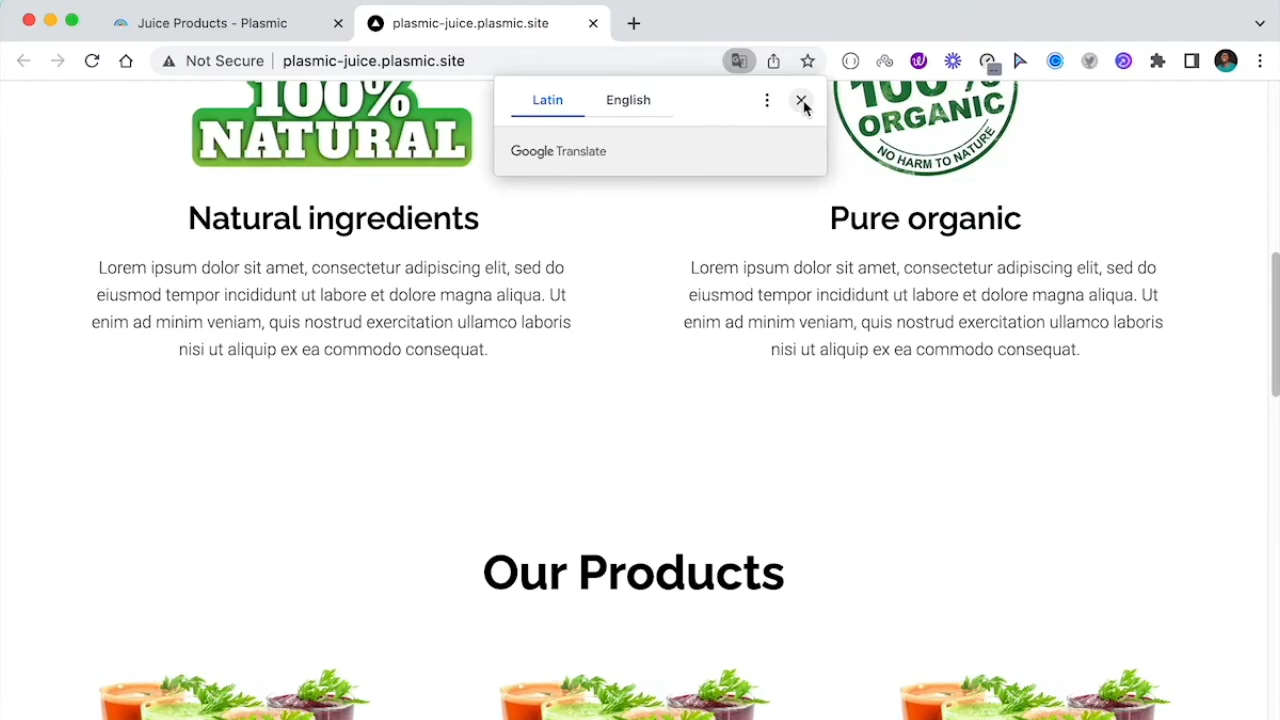 Juice Products - Plasmic
plasmic-juice.plasmic.site
Not Secure
plasmic-juice.plasmic.site
Latin
English
Google Translate
100%
NATURAL
100%
ORGANIC
NO HARM TO NATURE
Natural ingredients
Lorem ipsum dolor sit amet, consectetur adipiscing elit, sed do
eiusmod tempor incididunt ut labore et dolore magna aliqua. Ut
enim ad minim veniam, quis nostrud exercitation ullamco laboris
nisi ut aliquip ex ea commodo consequat.
Pure organic
Lorem ipsum dolor sit amet, consectetur adipiscing elit, sed do
eiusmod tempor incididunt ut labore et dolore magna aliqua. Ut
enim ad minim veniam, quis nostrud exercitation ullamco laboris
nisi ut aliquip ex ea commodo consequat.
Our Products